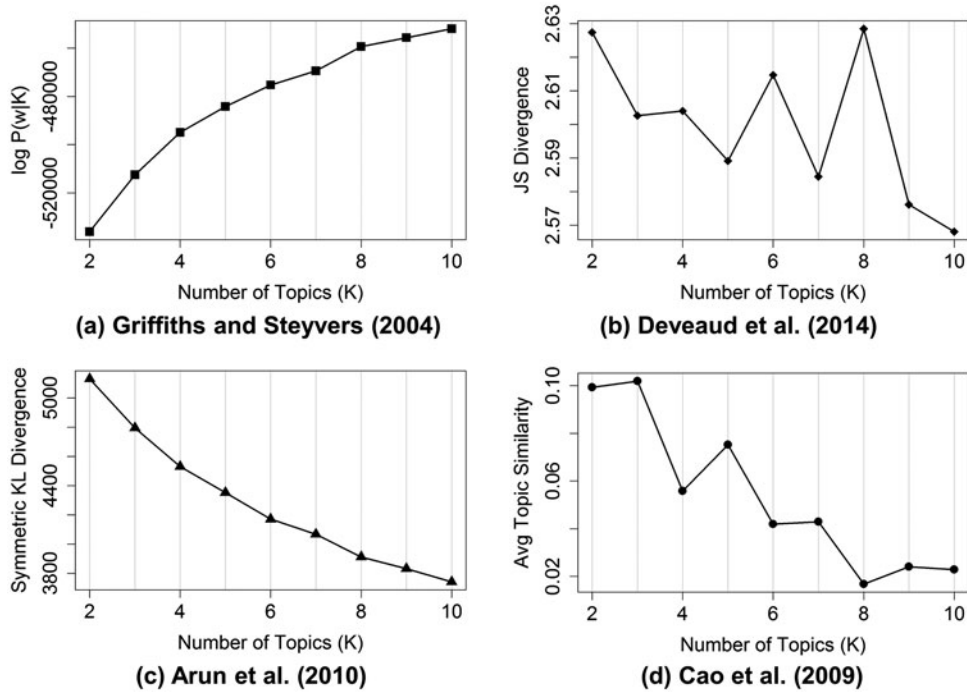 log P(w|K)
-480000
-520000
2 4 6 8 10
Number of Topics (K)
(a) Griffiths and Steyvers (2004)
JS Divergence
2.63
2.61
2.59
2.57
2 4 6 8 10
Number of Topics (K)
(b) Deveaud et al. (2014)
Symmetric KL Divergence
5000
4400
3800
2 4 6 8 10
Number of Topics (K)
(c) Arun et al. (2010)
Avg Topic Similarity
0.10
0.06
0.02
2 4 6 8 10
Number of Topics (K)
(d) Cao et al. (2009)